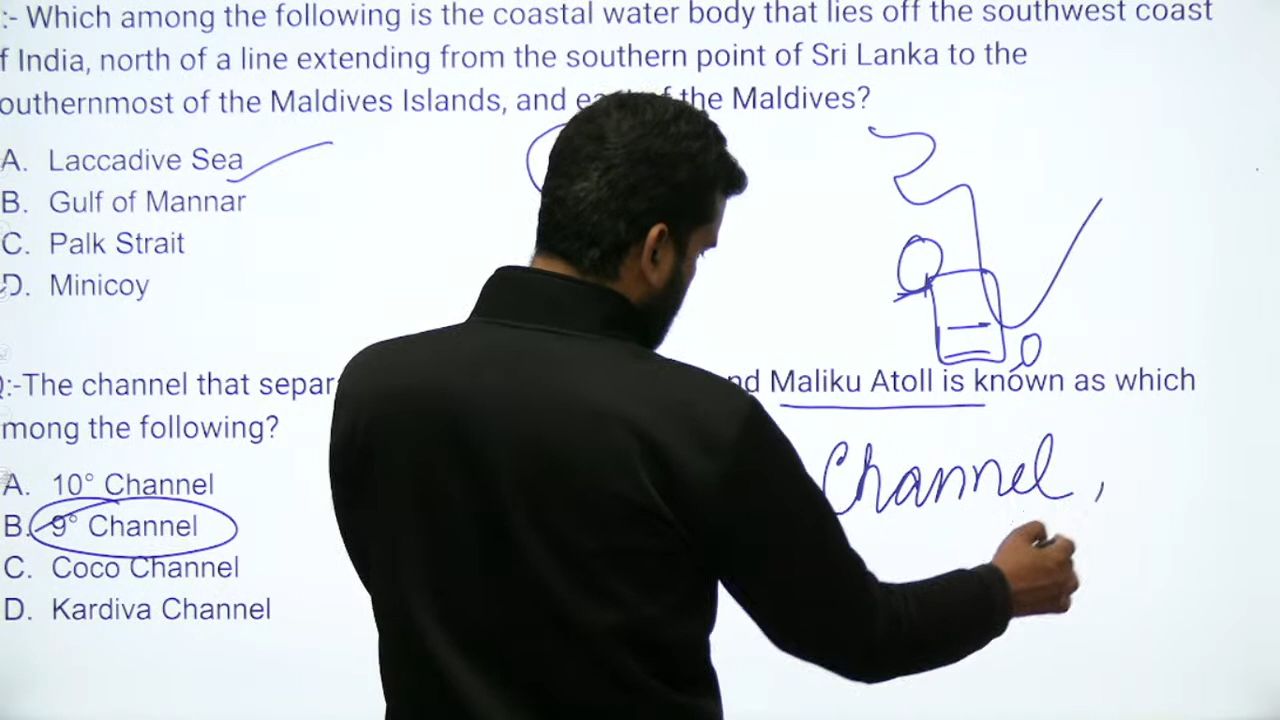 :- Which among the following is the coastal water body that lies off the southwest coast
f India, north of a line extending from the southern point of Sri Lanka to the
outhernmost of the Maldives Islands, and ea the Maldives?
A. Laccadive Sea
B. Gulf of Mannar
C. Palk Strait
D. Minicoy
:-The channel that separ nd Maliku Atoll is known as which
mong the following?
Channel,
A. 10° Channel
B. 9° Channel
C. Coco Channel
D. Kardiva Channel